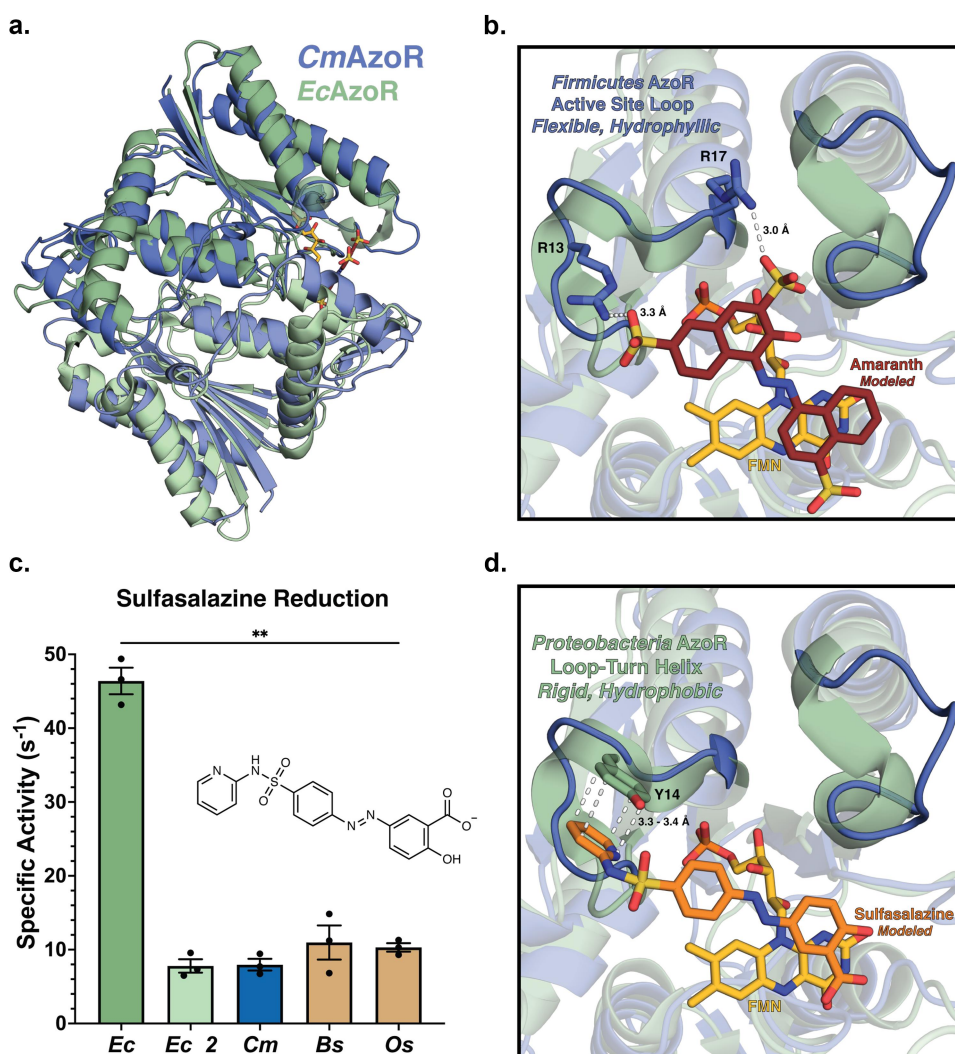 a.
CmAzoR
EcAzoR
b.
Firmicutes AzoR
Active Site Loop
Flexible, Hydrophyllic
R17
3.0 Å
R13
3.3 Å
Amaranth
Modeled
FMN
c.
Sulfasalazine Reduction
**
Specific Activity (s⁻¹)
50
40
30
20
10
0
N
H
N
O
S
O
N
N
O
O⁻
OH
Ec
Ec 2
Cm
Bs
Os
d.
Proteobacteria AzoR
Loop-Turn Helix
Rigid, Hydrophobic
Y14
3.3 - 3.4 Å
Sulfasalazine
Modeled
FMN